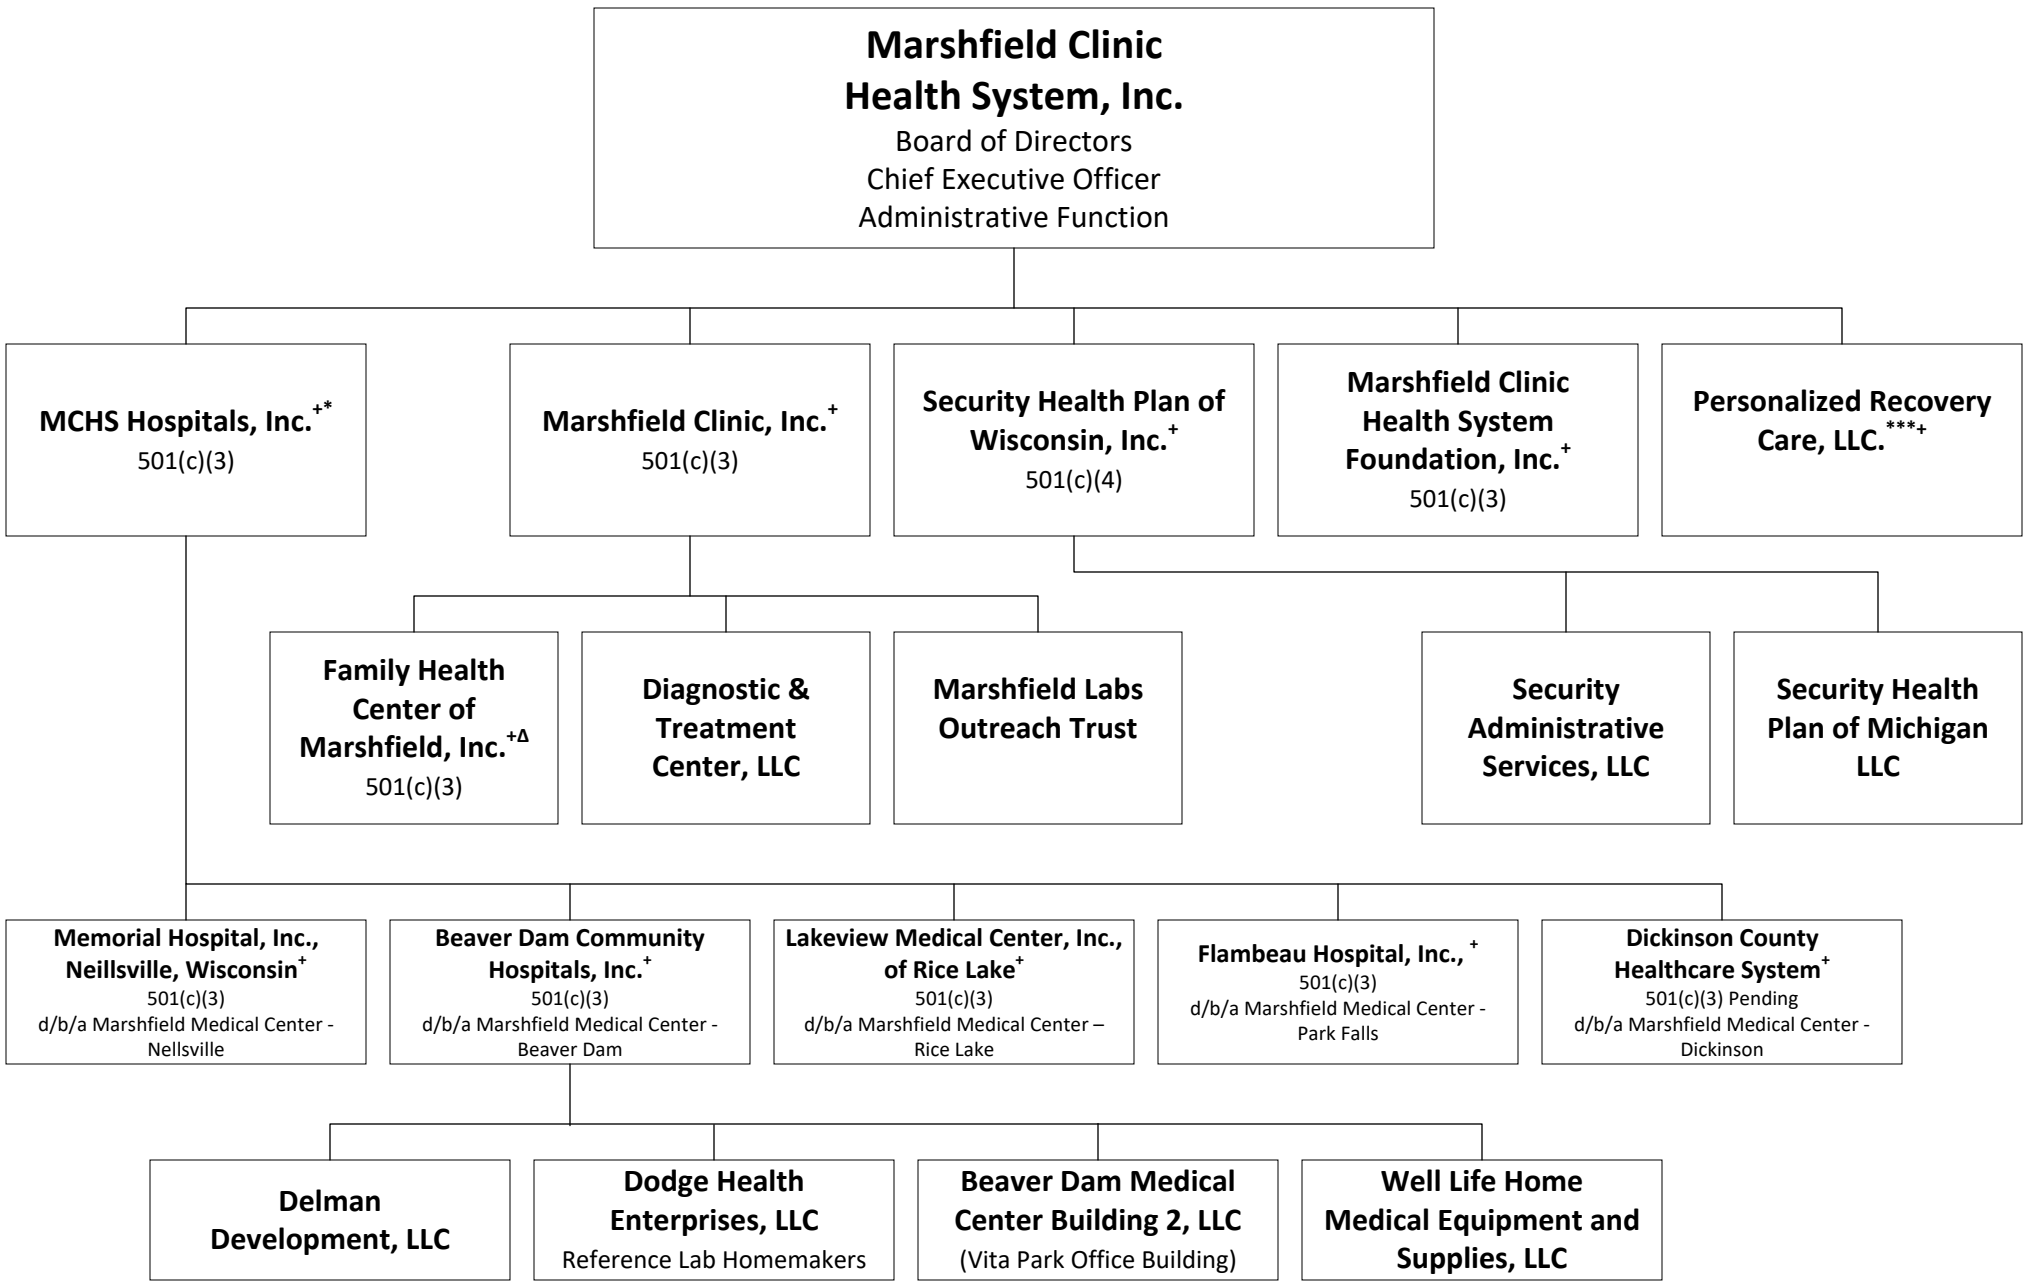 Marshfield Clinic
Health System, Inc.
Board of Directors
Chief Executive Officer
Administrative Function
MCHS Hospitals, Inc.+*
501(c)(3)
Marshfield Clinic, Inc.+
501(c)(3)
Security Health Plan of
Wisconsin, Inc.+
501(c)(4)
Marshfield Clinic
Health System
Foundation, Inc.+
501(c)(3)
Personalized Recovery
Care, LLC.***+
Family Health
Center of
Marshfield, Inc.+Δ
501(c)(3)
Diagnostic &
Treatment
Center, LLC
Marshfield Labs
Outreach Trust
Security
Administrative
Services, LLC
Security Health
Plan of Michigan
LLC
Memorial Hospital, Inc.,
Neillsville, Wisconsin+
501(c)(3)
d/b/a Marshfield Medical Center -
Nellsville
Beaver Dam Community
Hospitals, Inc.+
501(c)(3)
d/b/a Marshfield Medical Center -
Beaver Dam
Lakeview Medical Center, Inc.,
of Rice Lake+
501(c)(3)
d/b/a Marshfield Medical Center –
Rice Lake
Flambeau Hospital, Inc., +
501(c)(3)
d/b/a Marshfield Medical Center -
Park Falls
Dickinson County
Healthcare System+
501(c)(3) Pending
d/b/a Marshfield Medical Center -
Dickinson
Delman
Development, LLC
Dodge Health
Enterprises, LLC
Reference Lab Homemakers
Beaver Dam Medical
Center Building 2, LLC
(Vita Park Office Building)
Well Life Home
Medical Equipment and
Supplies, LLC